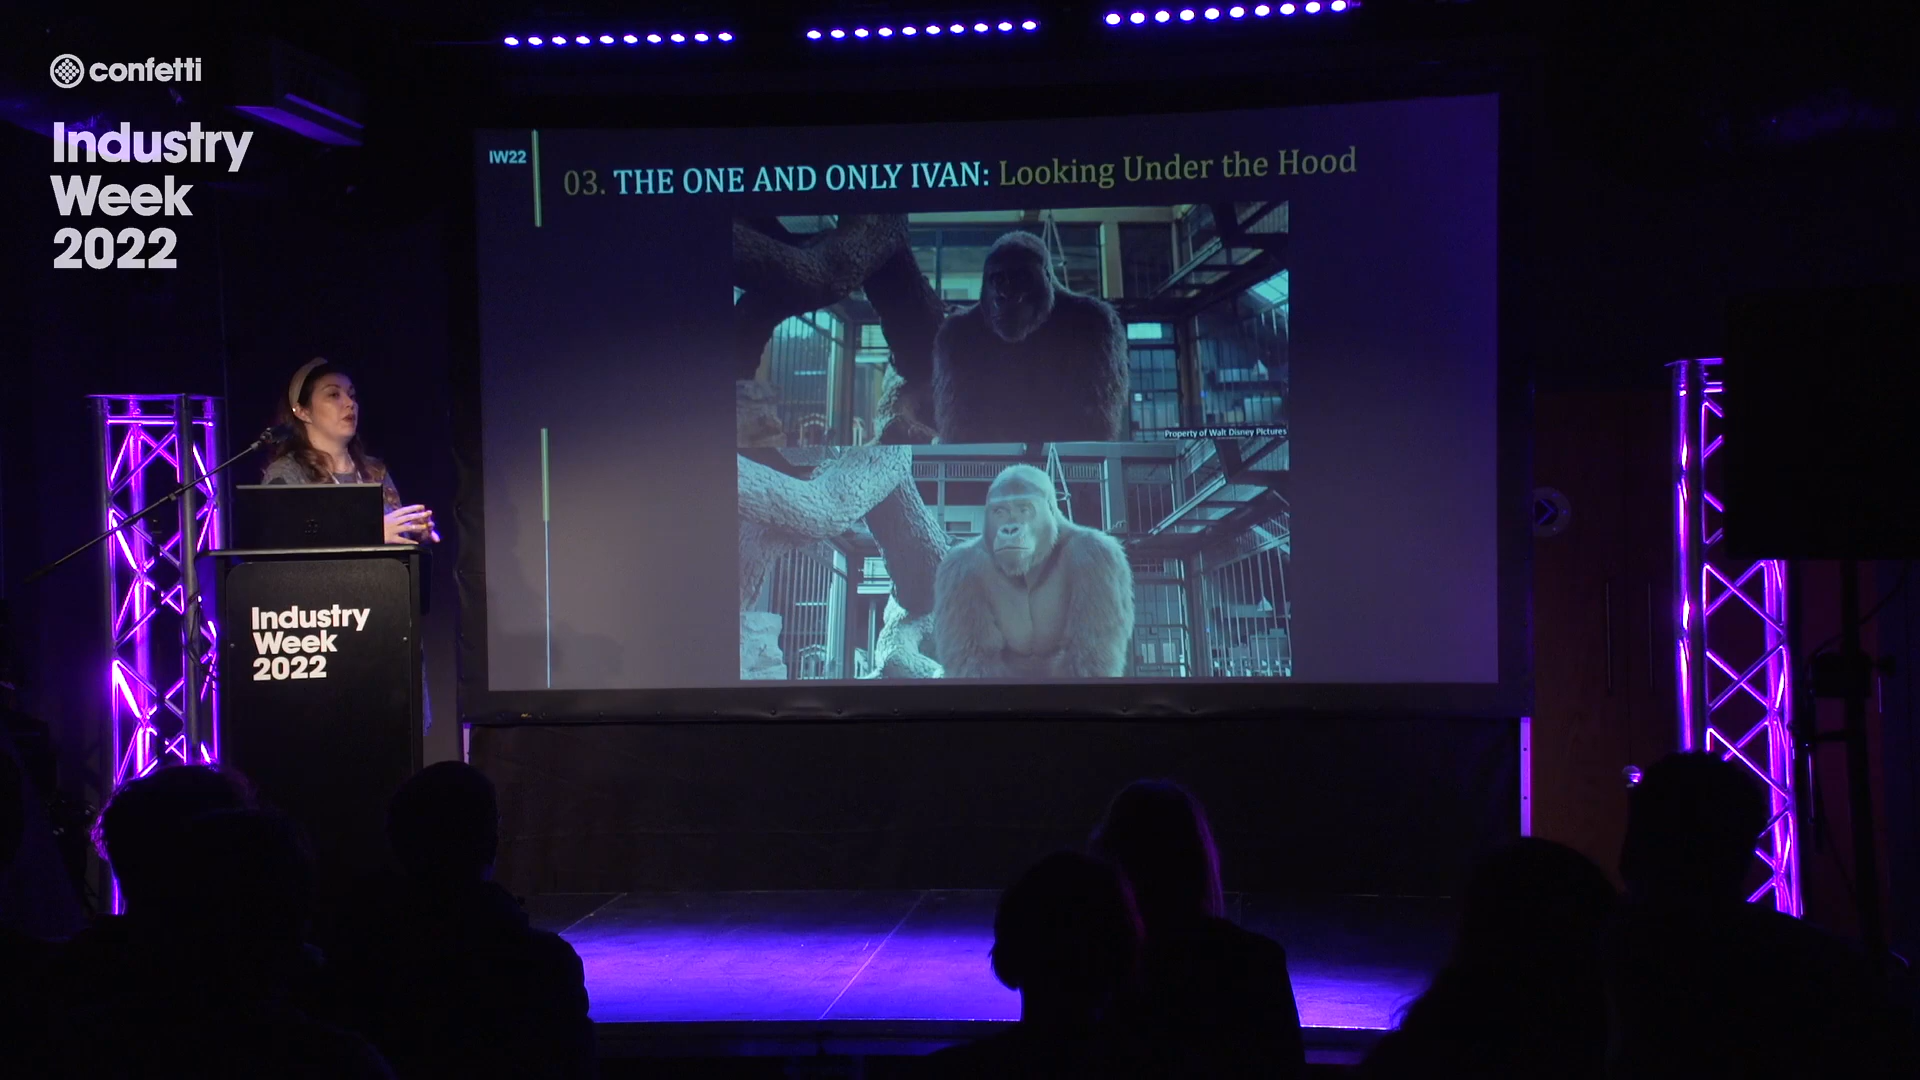 confetti
Industry
Week
2022
IW22
03. THE ONE AND ONLY IVAN: Looking Under the Hood
Property of Walt Disney Pictures
Industry
Week
2022